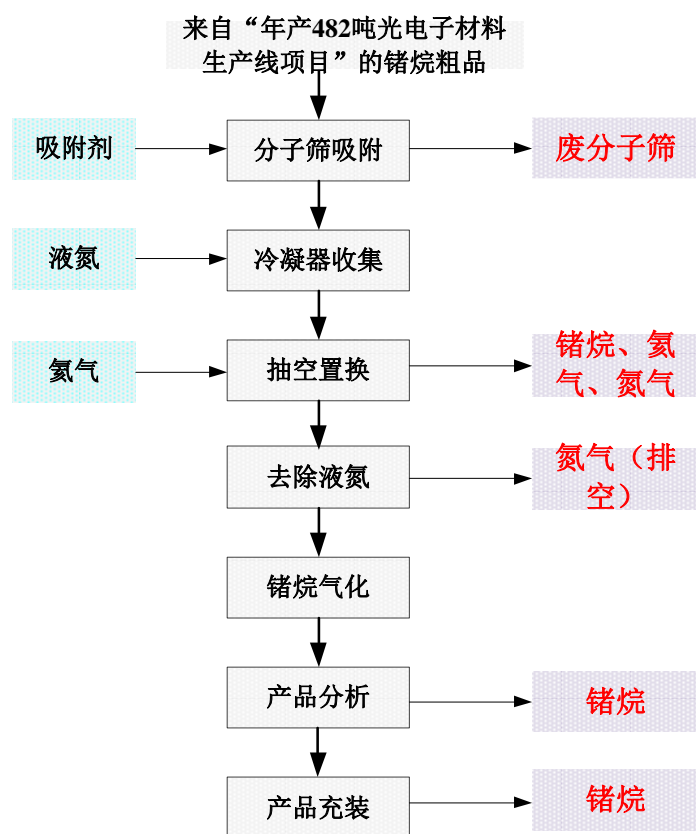 来自“年产482吨光电子材料
生产线项目”的锗烷粗品
吸附剂
分子筛吸附
废分子筛
液氮
冷凝器收集
氦气
抽空置换
锗烷、氦
气、氮气
去除液氮
氮气（排
空）
锗烷气化
产品分析
锗烷
产品充装
锗烷